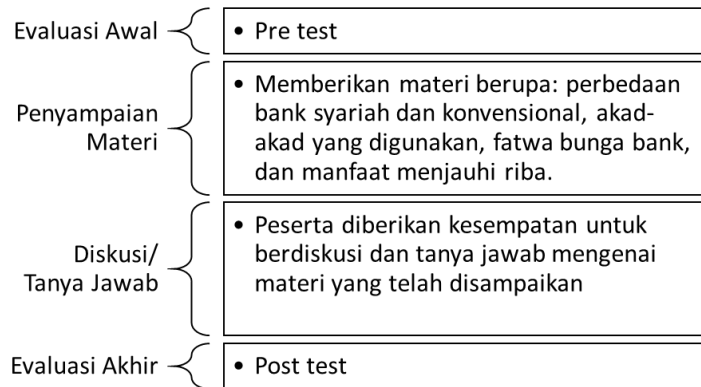 Evaluasi Awal
• Pre test
Penyampaian
Materi
• Memberikan materi berupa: perbedaan
bank syariah dan konvensional, akad-
akad yang digunakan, fatwa bunga bank,
dan manfaat menjauhi riba.
Diskusi/
Tanya Jawab
• Peserta diberikan kesempatan untuk
berdiskusi dan tanya jawab mengenai
materi yang telah disampaikan
Evaluasi Akhir
• Post test